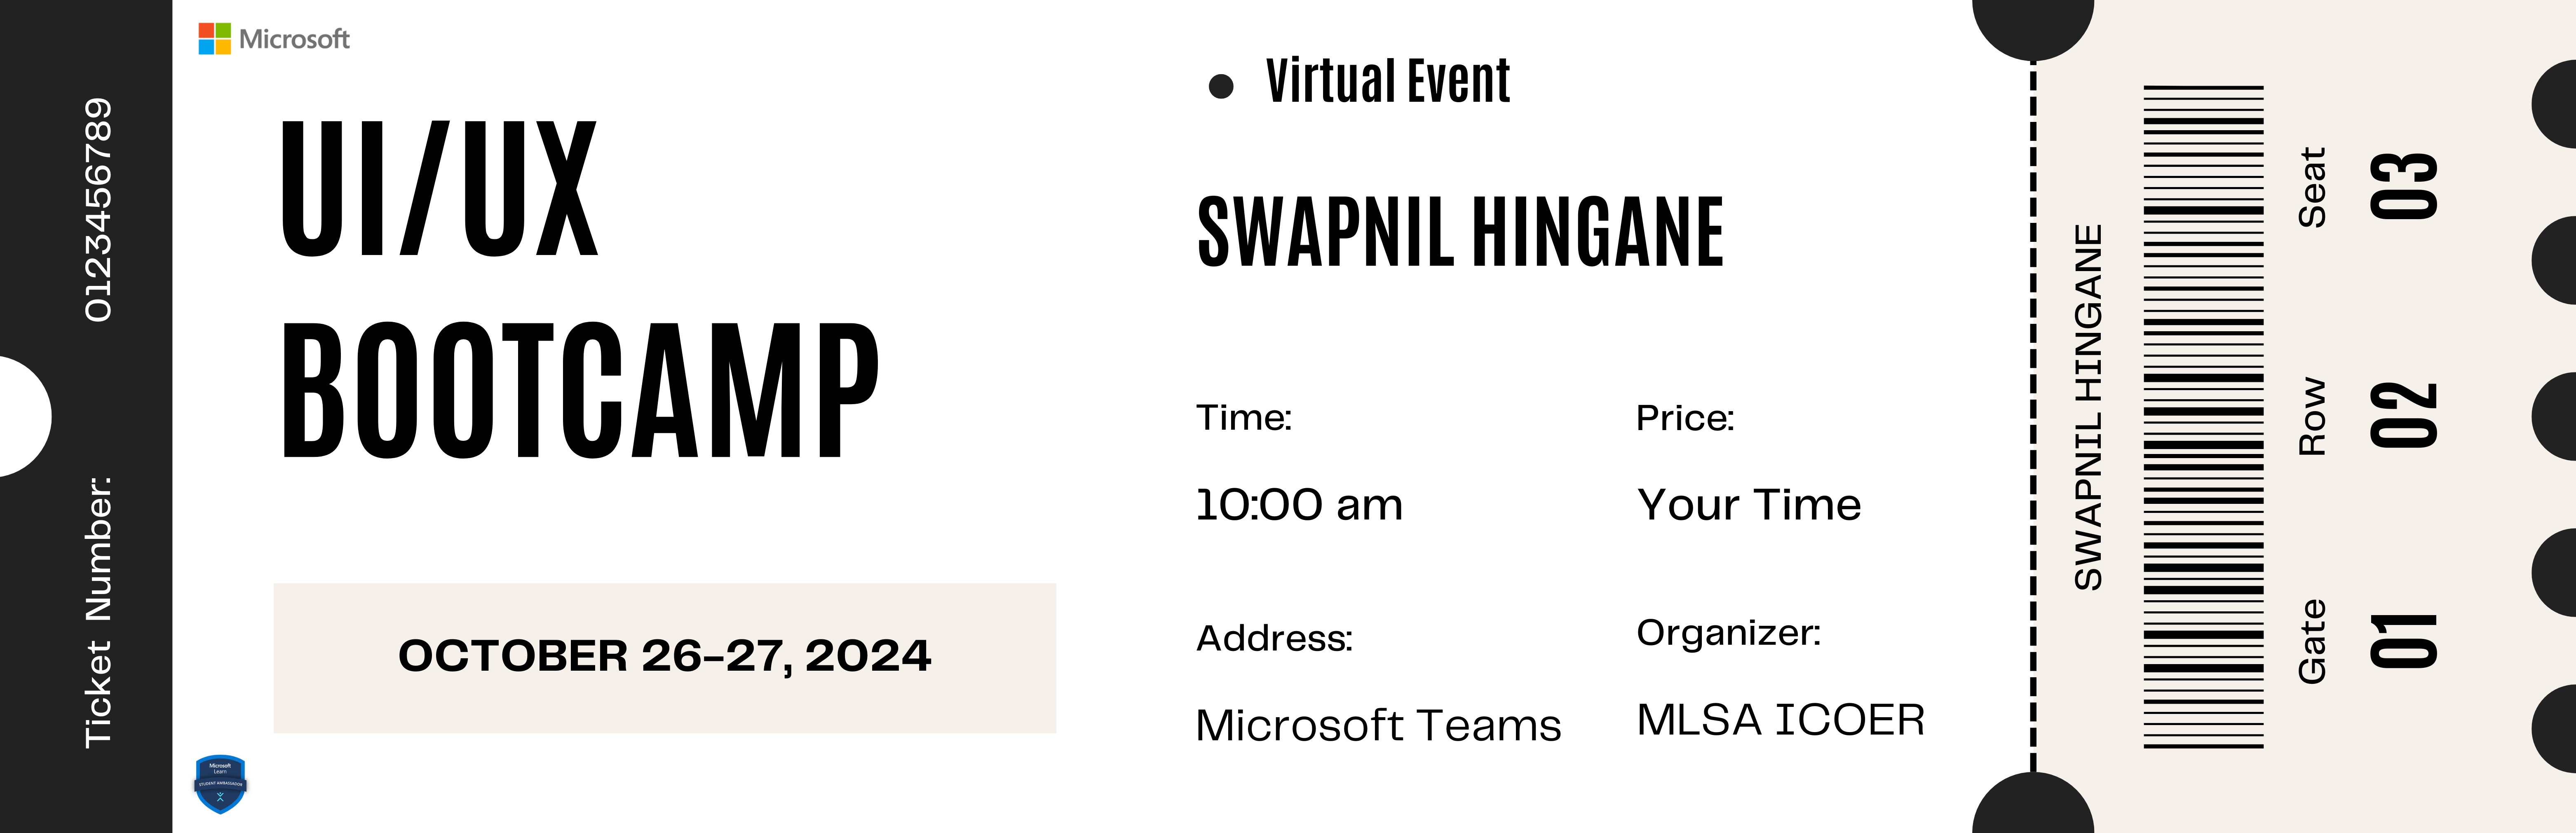 Ticket Number: 0123456789
Microsoft
UI/UX
BOOTCAMP
OCTOBER 26-27, 2024
Microsoft
Learn
STUDENT AMBASSADOR
Virtual Event
SWAPNIL HINGANE
Time:
10:00 am
Price:
Your Time
Address:
Microsoft Teams
Organizer:
MLSA ICOER
SWAPNIL HINGANE
Gate Row Seat
01 02 03